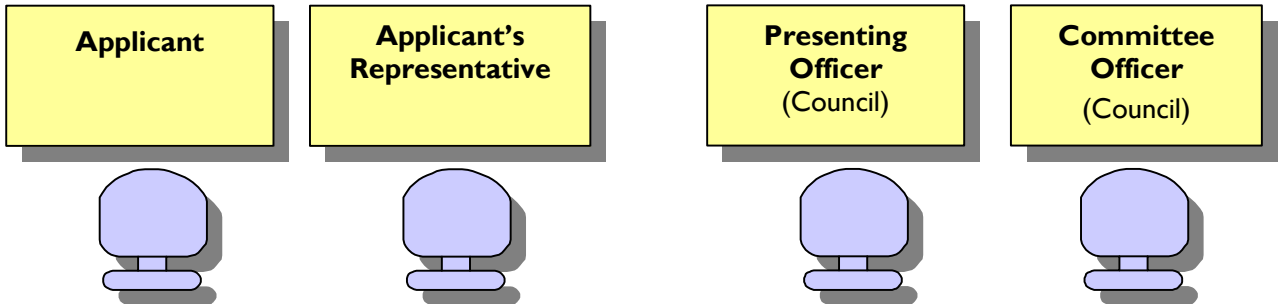 Applicant
Applicant’s
Representative
Presenting
Officer
(Council)
Committee
Officer
(Council)